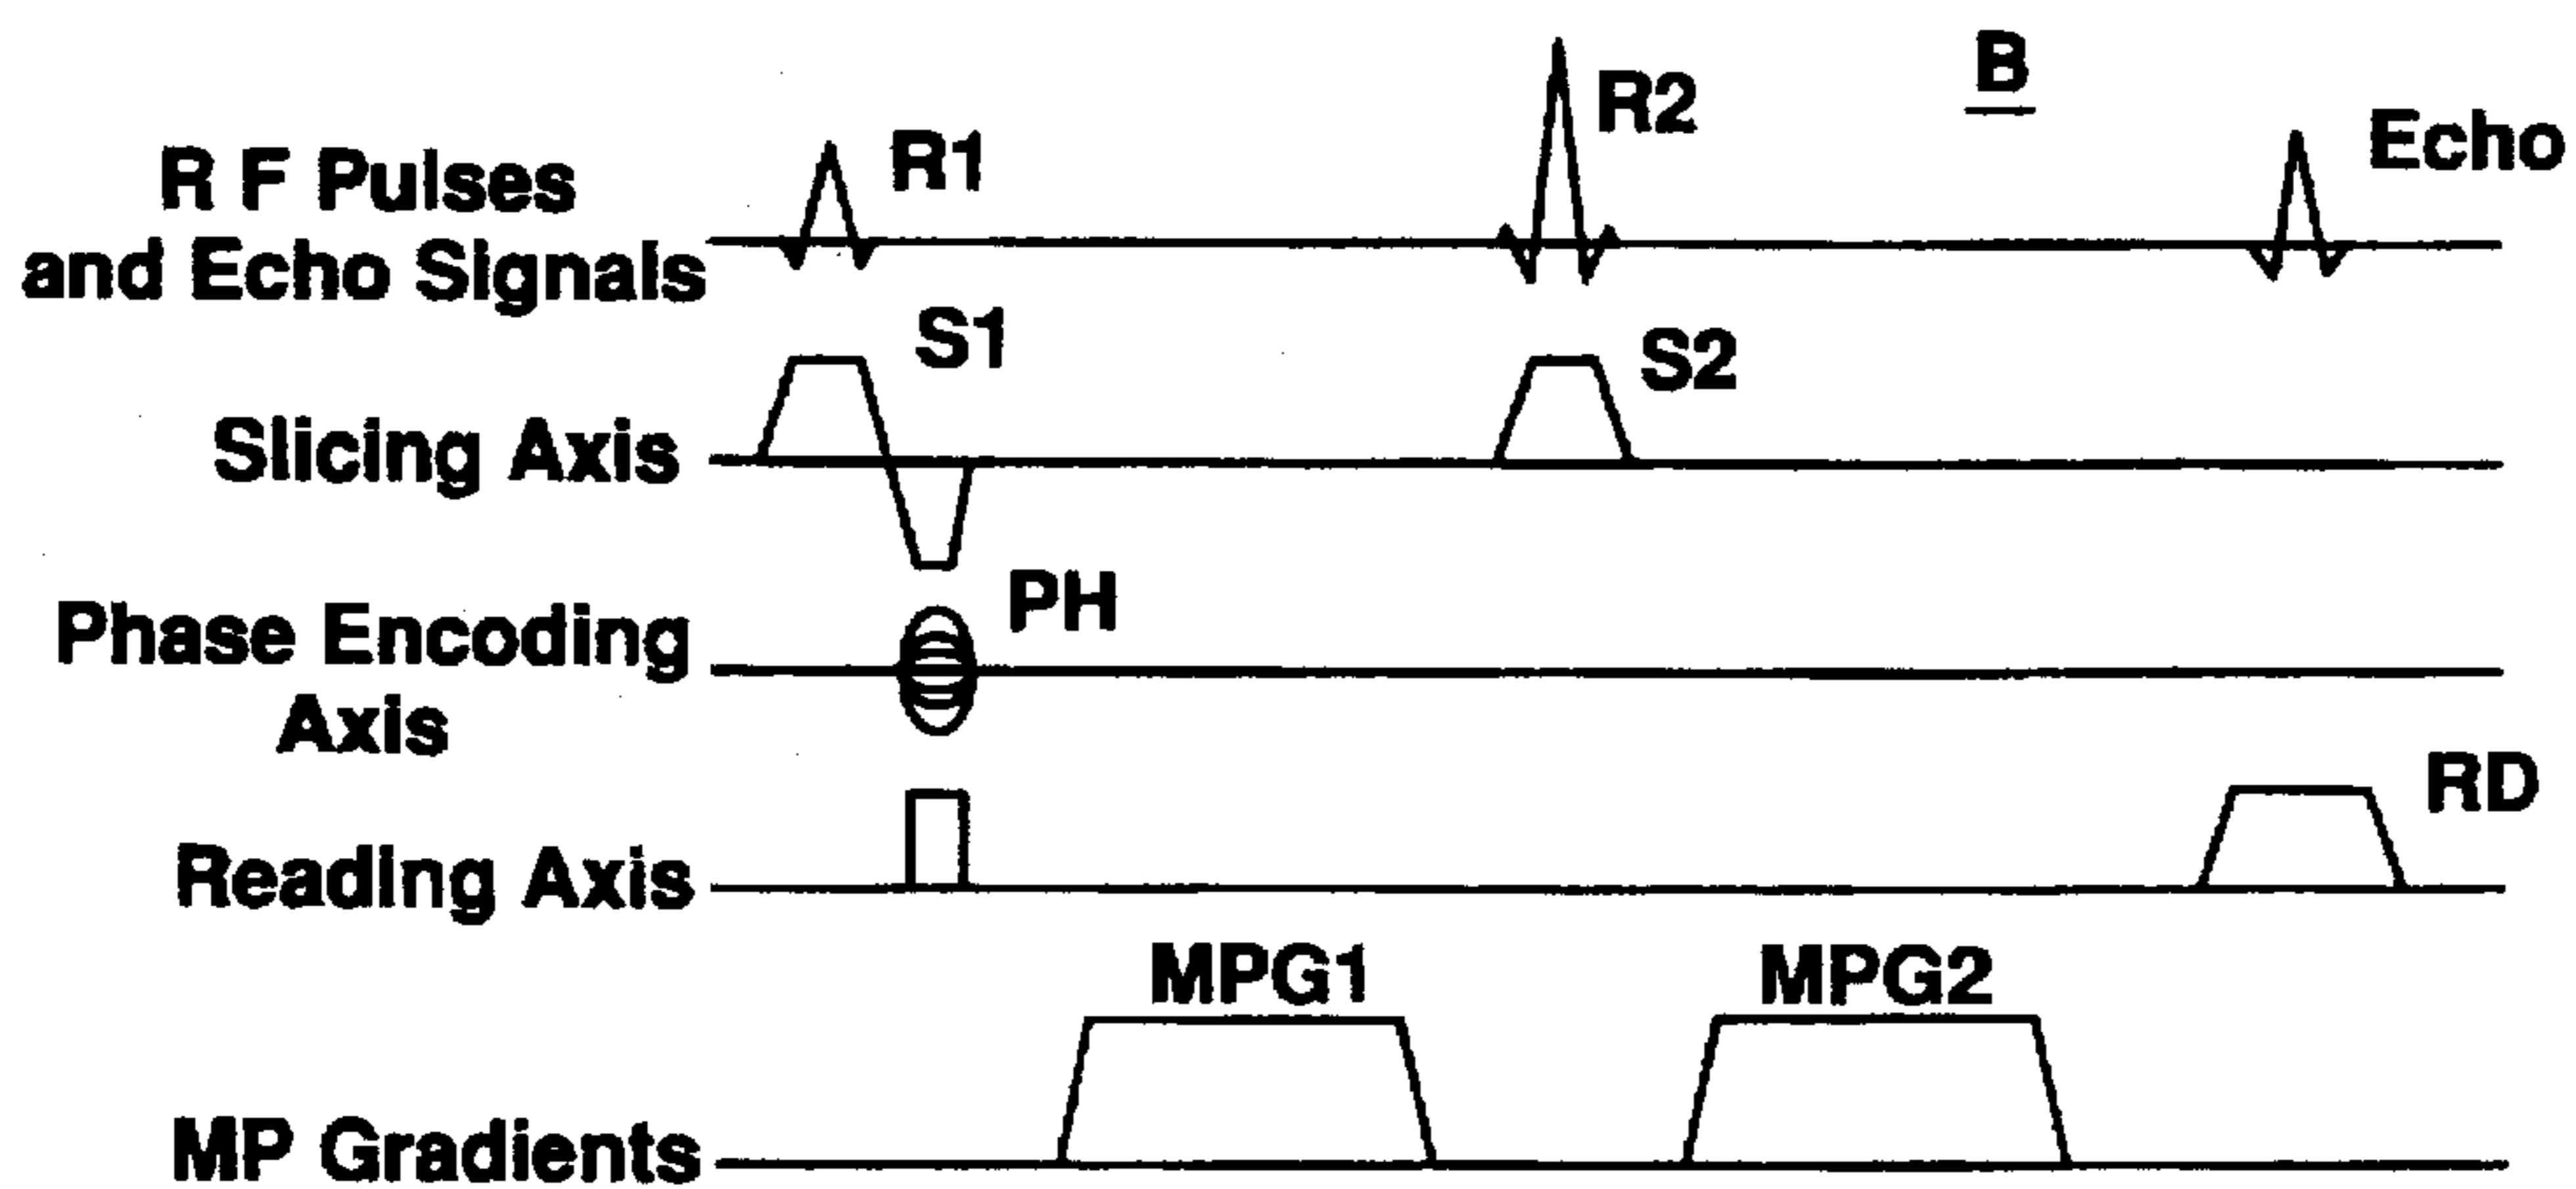 B
R2
Echo
R1
R F Pulses
and Echo Signals
S1
S2
Slicing Axis
PH
Phase Encoding
Axis
RD
Reading Axis
MPG1
MPG2
MP Gradients